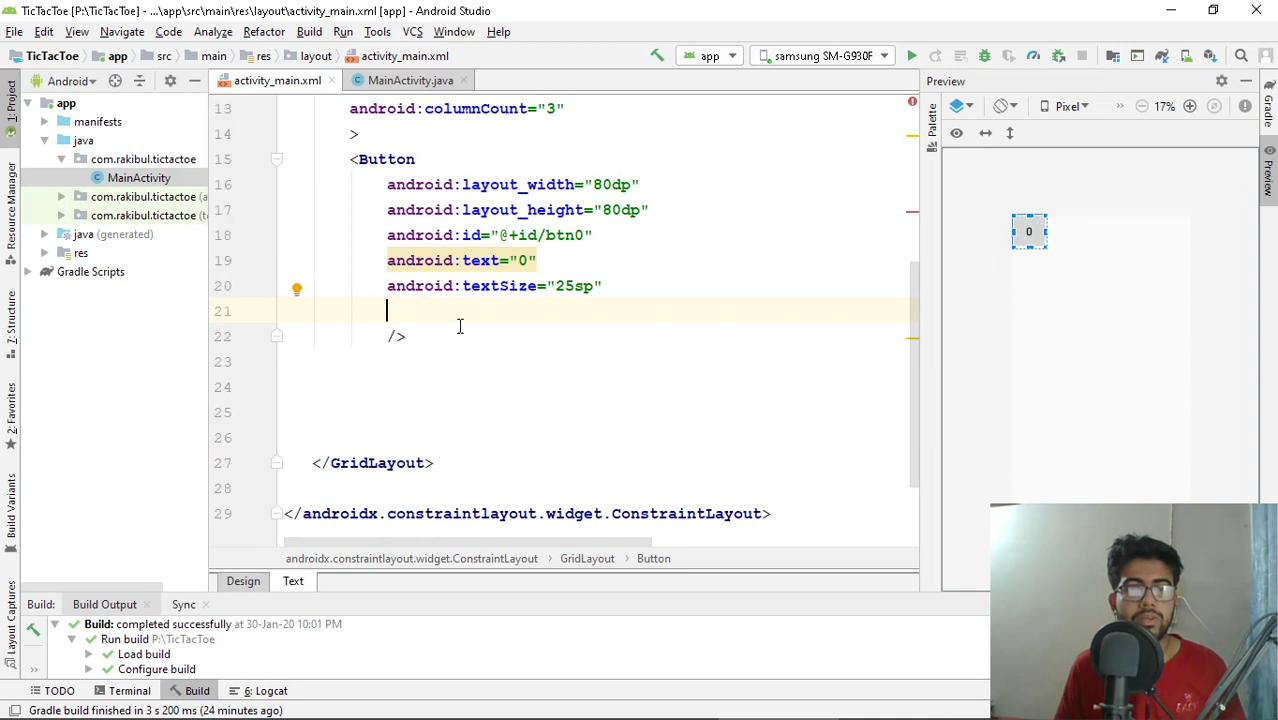 TicTacToe [P:\TicTacToe] - ...\app\src\main\res\layout\activity_main.xml [app] - Android Studio
File Edit View Navigate Code Analyze Refactor Build Run Tools VCS Window Help
TicTacToe app src main res layout activity_main.xml app samsung SM-G930F
Android activity_main.xml MainActivity.java Preview
app
manifests
java
com.rakibul.tictactoe
MainActivity
com.rakibul.tictactoe (a
com.rakibul.tictactoe (t
java (generated)
res
Gradle Scripts
1: Project
Resource Manager
Z: Structure
2: Favorites
Build Variants
Layout Captures
13 android:columnCount="3"
14 >
15 <Button
16 android:layout_width="80dp"
17 android:layout_height="80dp"
18 android:id="@+id/btn0"
19 android:text="0"
20 android:textSize="25sp"
21
22 />
23
24
25
26
27 </GridLayout>
28
29 </androidx.constraintlayout.widget.ConstraintLayout>
androidx.constraintlayout.widget.ConstraintLayout GridLayout Button
Design Text
Palette
Pixel 17%
0
Gradle
Preview
Build: Build Output Sync
Build: completed successfully at 30-Jan-20 10:01 PM
Run build P:\TicTacToe
Load build
Configure build
TODO Terminal Build 6: Logcat
Gradle build finished in 3 s 200 ms (24 minutes ago)